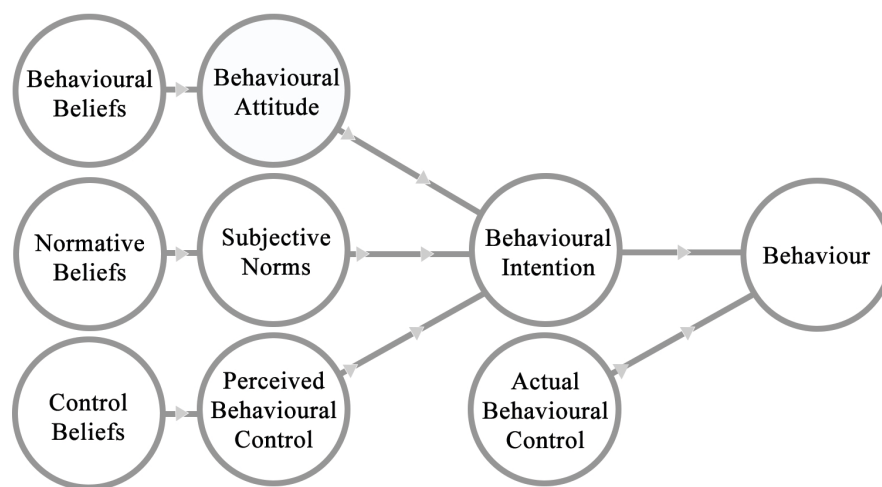 Behavioural
Beliefs
Behavioural
Attitude
Normative
Beliefs
Subjective
Norms
Behavioural
Intention
Behaviour
Control
Beliefs
Perceived
Behavioural
Control
Actual
Behavioural
Control